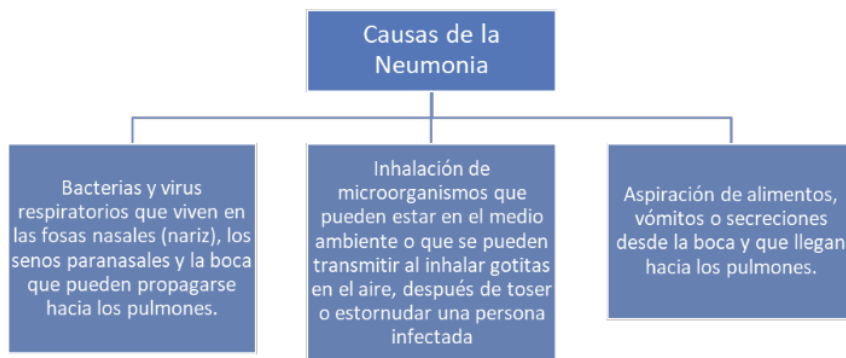 Causas de la
Neumonia
Bacterias y virus
respiratorios que viven en
las fosas nasales (nariz), los
senos paranasales y la boca
que pueden propagarse
hacia los pulmones.
Inhalación de
microorganismos que
pueden estar en el medio
ambiente o que se pueden
transmitir al inhalar gotitas
en el aire, después de toser
o estornudar una persona
infectada
Aspiración de alimentos,
vómitos o secreciones
desde la boca y que llegan
hacia los pulmones.